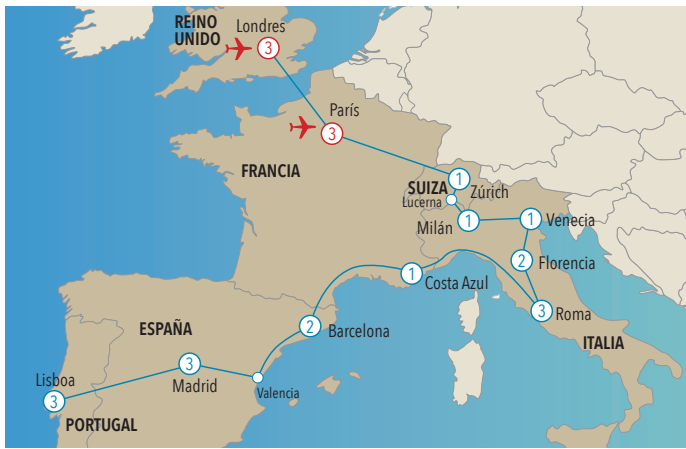 REINO
UNIDO
Londres
3
París
3
FRANCIA
SUIZA
1
Zúrich
Lucerna
Milán
1
1
Venecia
2
Florencia
1
Costa Azul
3
Roma
ITALIA
2
Barcelona
ESPAÑA
3
Madrid
Valencia
Lisboa
3
PORTUGAL